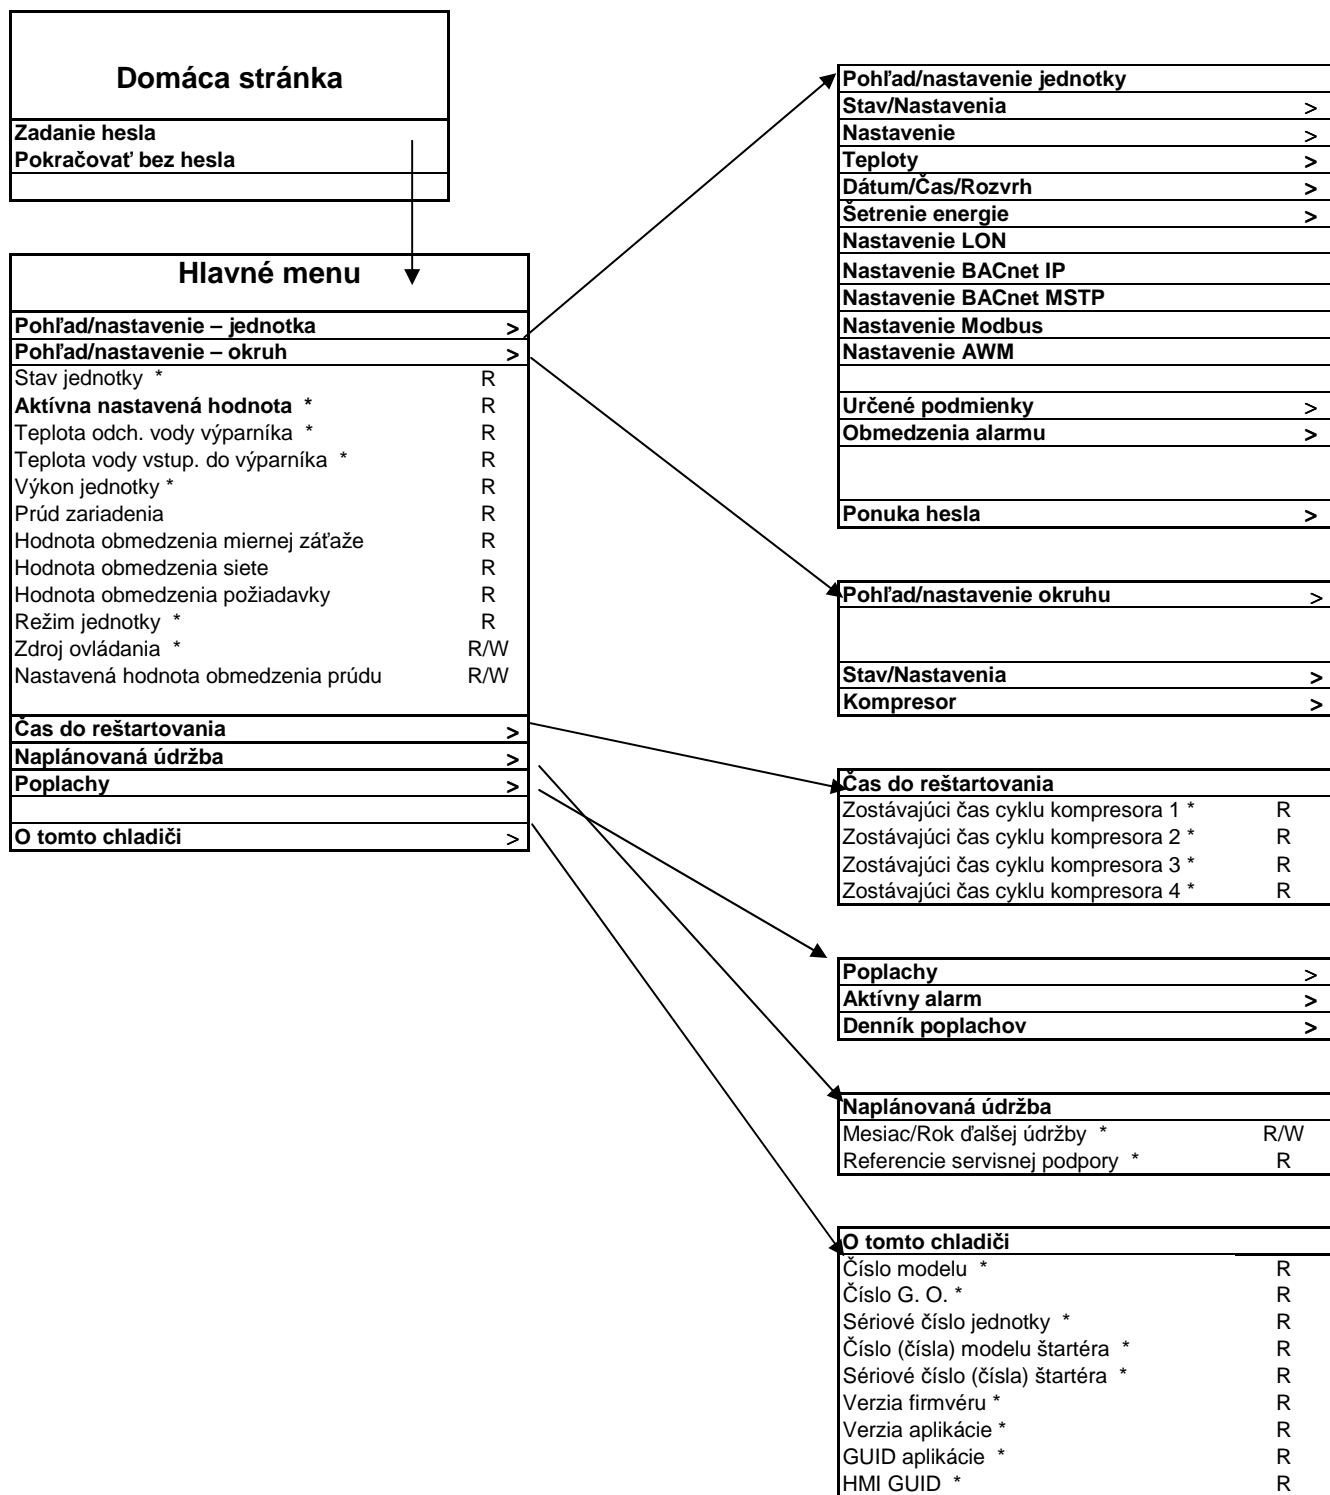 Domáca stránka
Zadanie hesla
Pokračovať bez hesla
Hlavné menu
Pohľad/nastavenie – jednotka >
Pohľad/nastavenie – okruh >
Stav jednotky * R
Aktívna nastavená hodnota * R
Teplota odch. vody výparníka * R
Teplota vody vstup. do výparníka * R
Výkon jednotky * R
Prúd zariadenia R
Hodnota obmedzenia miernej záťaže R
Hodnota obmedzenia siete R
Hodnota obmedzenia požiadavky R
Režim jednotky * R
Zdroj ovládania * R/W
Nastavená hodnota obmedzenia prúdu R/W
Čas do reštartovania >
Naplánovaná údržba >
Poplachy >
O tomto chladiči >
Pohľad/nastavenie jednotky
Stav/Nastavenia >
Nastavenie >
Teploty >
Dátum/Čas/Rozvrh >
Šetrenie energie >
Nastavenie LON
Nastavenie BACnet IP
Nastavenie BACnet MSTP
Nastavenie Modbus
Nastavenie AWM
Určené podmienky >
Obmedzenia alarmu >
Ponuka hesla >
Pohľad/nastavenie okruhu >
Stav/Nastavenia >
Kompresor >
Čas do reštartovania
Zostávajúci čas cyklu kompresora 1 * R
Zostávajúci čas cyklu kompresora 2 * R
Zostávajúci čas cyklu kompresora 3 * R
Zostávajúci čas cyklu kompresora 4 * R
Poplachy >
Aktívny alarm >
Denník poplachov >
Naplánovaná údržba
Mesiac/Rok ďalšej údržby * R/W
Referencie servisnej podpory * R
O tomto chladiči
Číslo modelu * R
Číslo G. O. * R
Sériové číslo jednotky * R
Číslo (čísla) modelu štartéra * R
Sériové číslo (čísla) štartéra * R
Verzia firmvéru * R
Verzia aplikácie * R
GUID aplikácie * R
HMI GUID * R